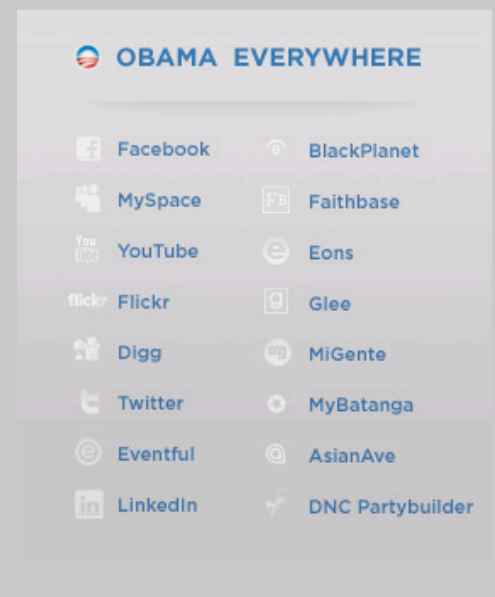 OBAMA EVERYWHERE
Facebook
MySpace
YouTube
flickr Flickr
Digg
Twitter
Eventful
LinkedIn
BlackPlanet
Faithbase
Eons
Glee
MiGente
MyBatanga
AsianAve
DNC Partybuilder